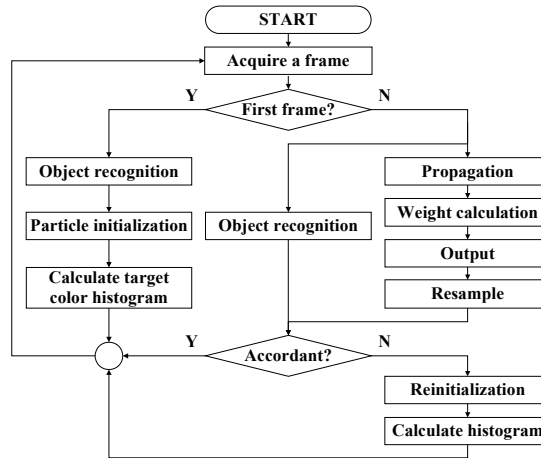 START
Acquire a frame
Y
N
First frame?
Object recognition
Propagation
Particle initialization
Object recognition
Weight calculation
Output
Calculate target
color histogram
Resample
Y
N
Accordant?
Reinitialization
Calculate histogram